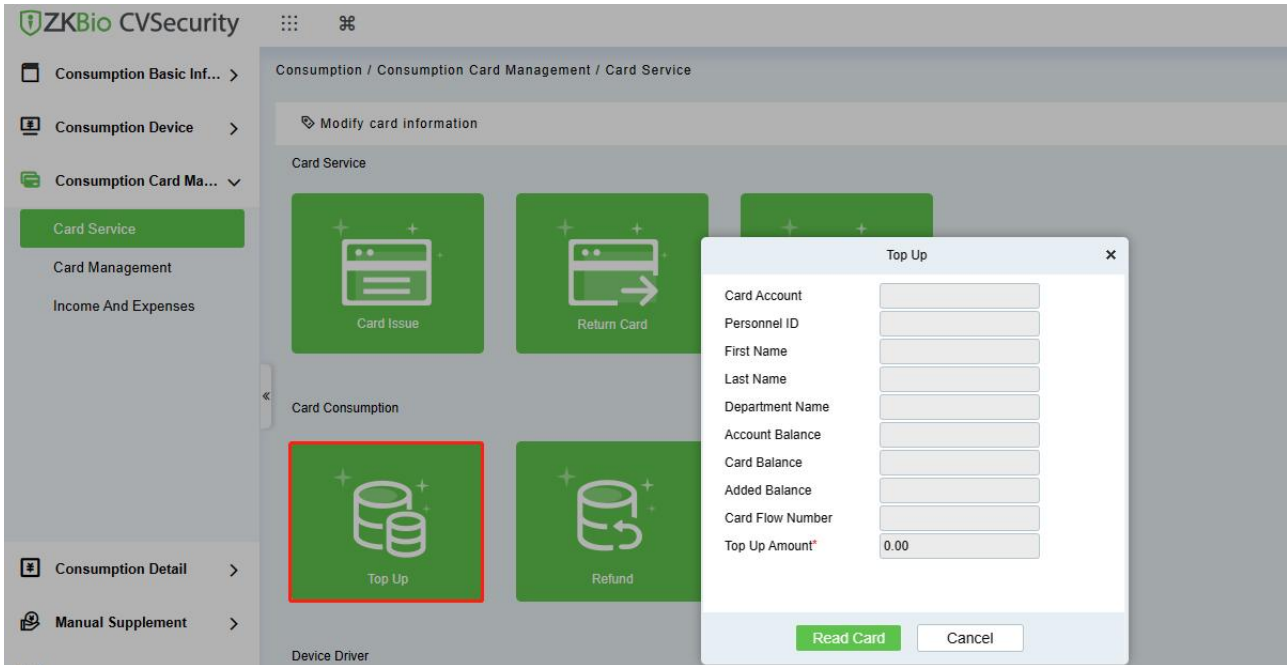 ZKBio CVSecurity
Consumption Basic Inf...
Consumption Device
Consumption Card Ma...
Card Service
Card Management
Income And Expenses
Consumption Detail
Manual Supplement
Consumption / Consumption Card Management / Card Service
Modify card information
Card Service
Card Issue
Return Card
Card Consumption
Top Up
Refund
Device Driver
Top Up
Card Account
Personnel ID
First Name
Last Name
Department Name
Account Balance
Card Balance
Added Balance
Card Flow Number
Top Up Amount* 0.00
Read Card Cancel